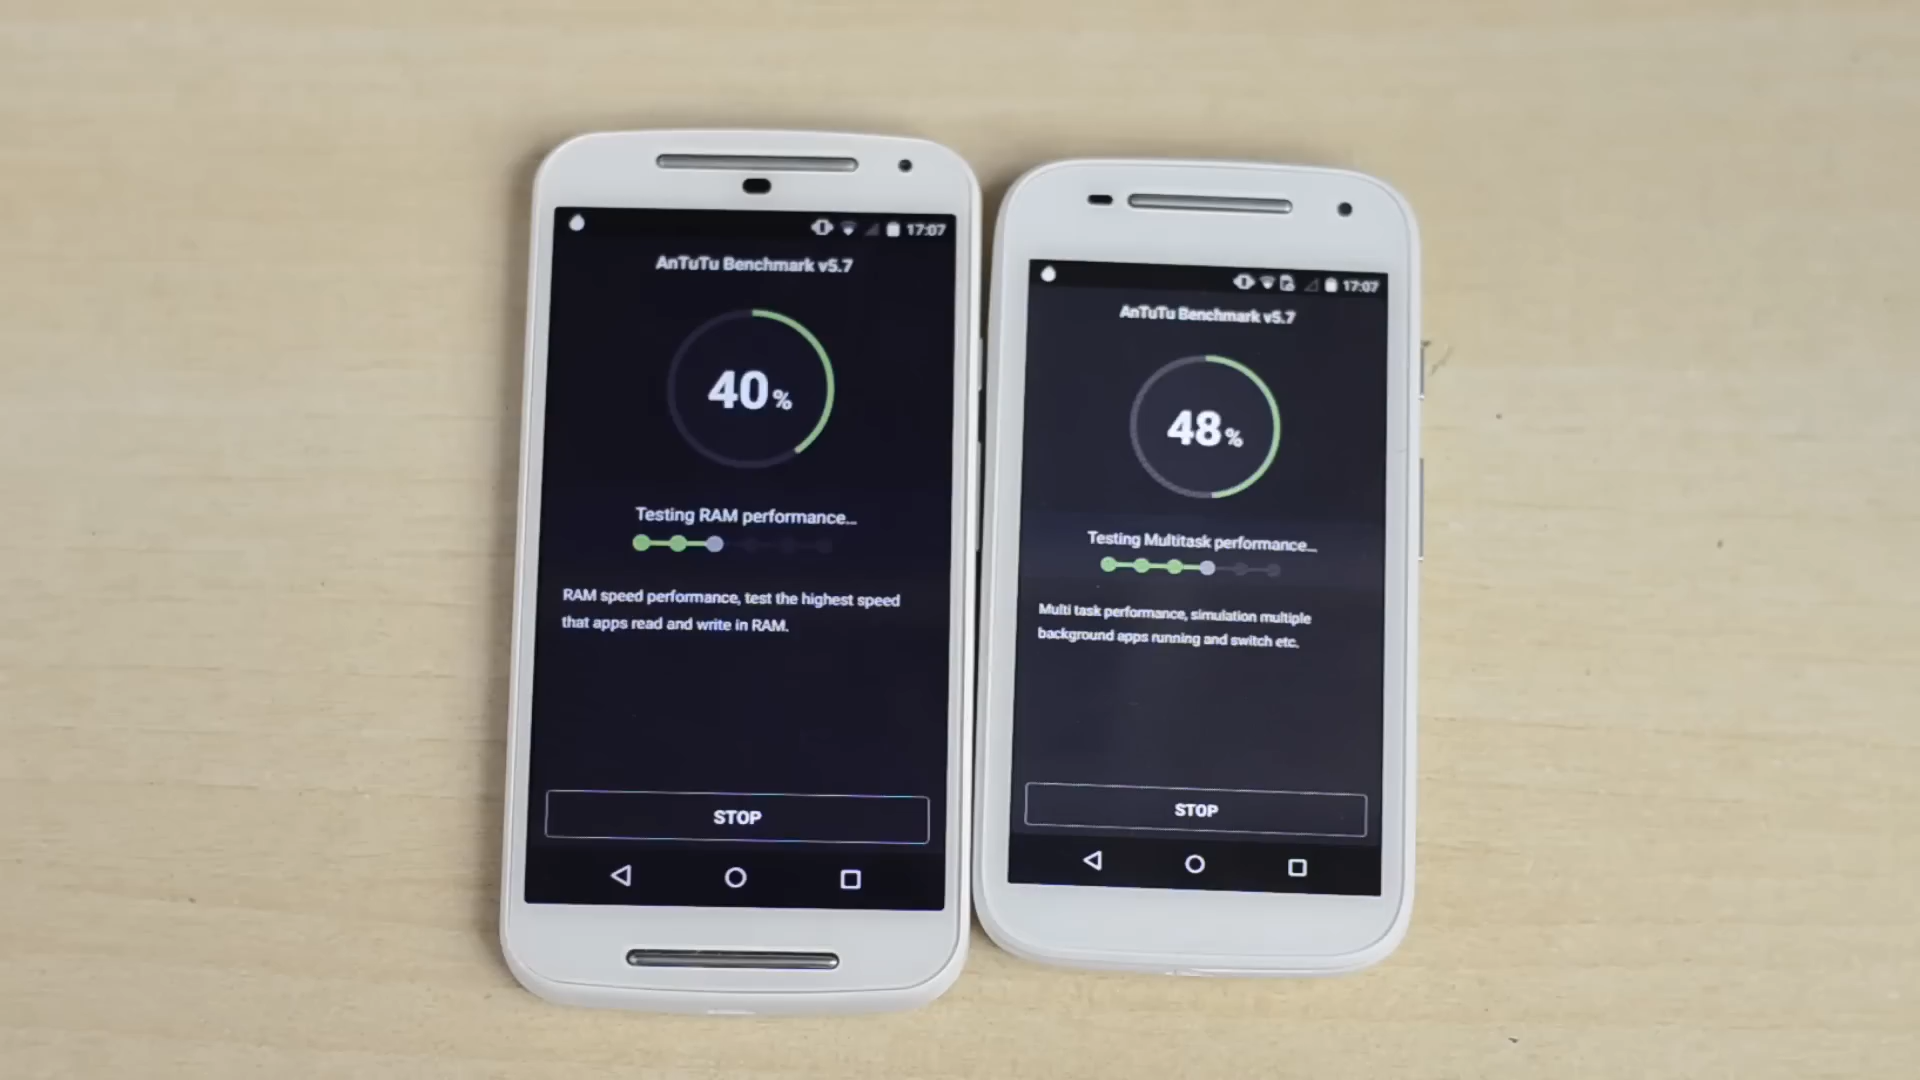 17:07
AnTuTu Benchmark v5.7
40%
Testing RAM performance...
RAM speed performance, test the highest speed
that apps read and write in RAM.
STOP
17:07
AnTuTu Benchmark v5.7
48%
Testing Multitask performance...
Multi task performance, simulation multiple
background apps running and switch etc.
STOP